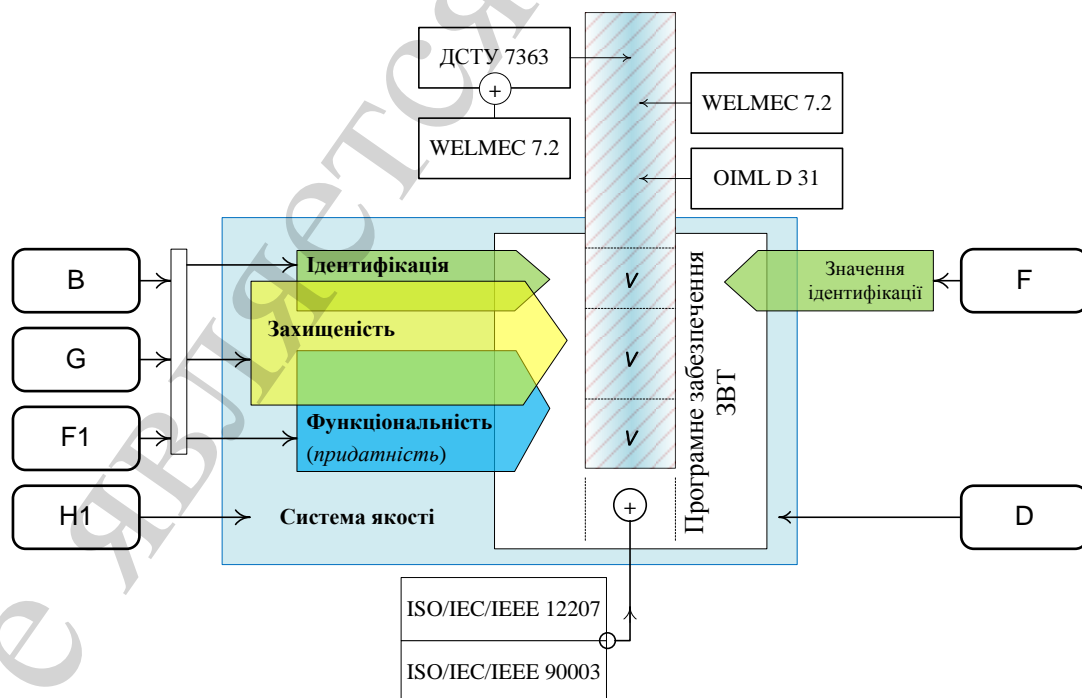 ДСТУ 7363
+
WELMEC 7.2
WELMEC 7.2
OIML D 31
B
G
F1
H1
Ідентифікація
Захищеність
Функціональність
(придатність)
Система якості
v
v
v
+
Програмне забезпечення
ЗВТ
Значення
ідентифікації
F
D
ISO/IEC/IEEE 12207
ISO/IEC/IEEE 90003
е является